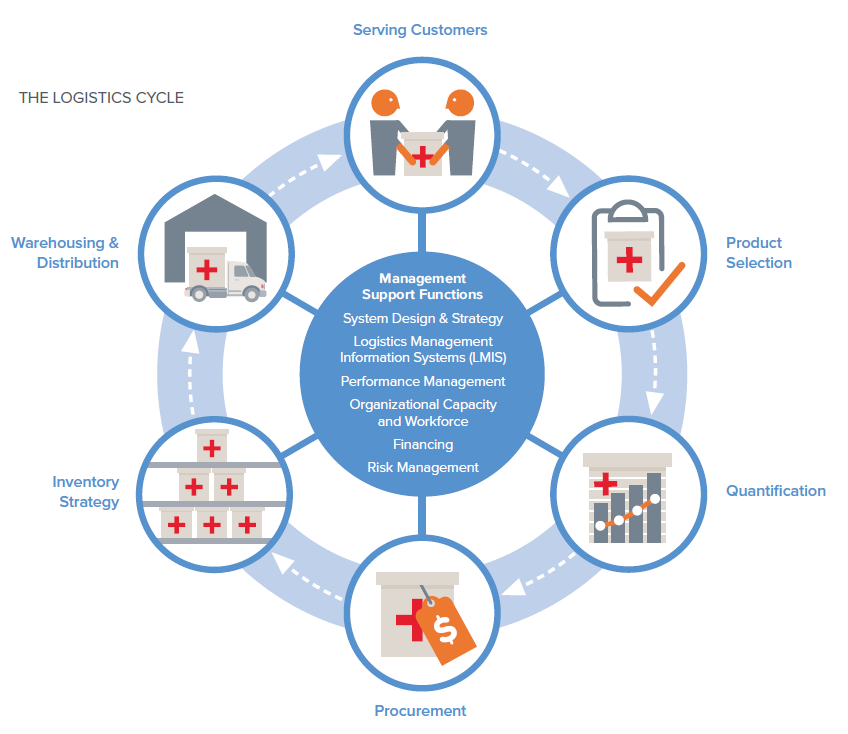 Serving Customers
THE LOGISTICS CYCLE
Warehousing &
Distribution
Product
Selection
Management
Support Functions
System Design & Strategy
Logistics Management
Information Systems (LMIS)
Performance Management
Organizational Capacity
and Workforce
Financing
Risk Management
Inventory
Strategy
Quantification
$
Procurement